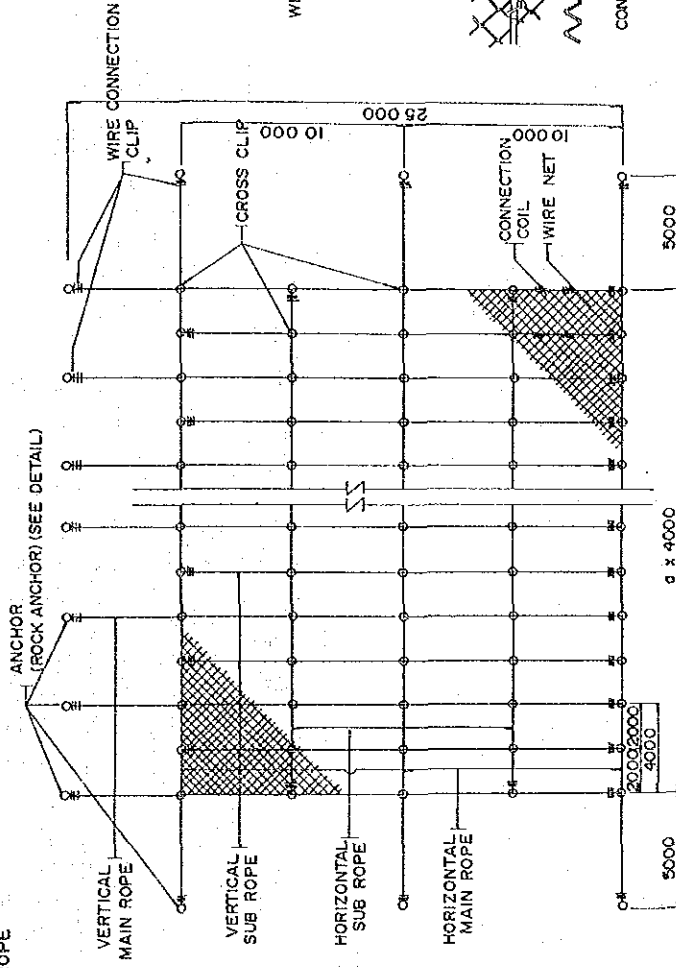 OPE
ANCHOR
(ROCK ANCHOR) (SEE DETAIL)
WIRE CONNECTION
CLIP
VERTICAL
MAIN ROPE
VERTICAL
SUB ROPE
HORIZONTAL
SUB ROPE
HORIZONTAL
MAIN ROPE
CROSS CLIP
CONNECTION
COIL
WIRE NET
10 000
25 000
10 000
2000
2000
4000
5000
a x 4000
5000
WI
CON